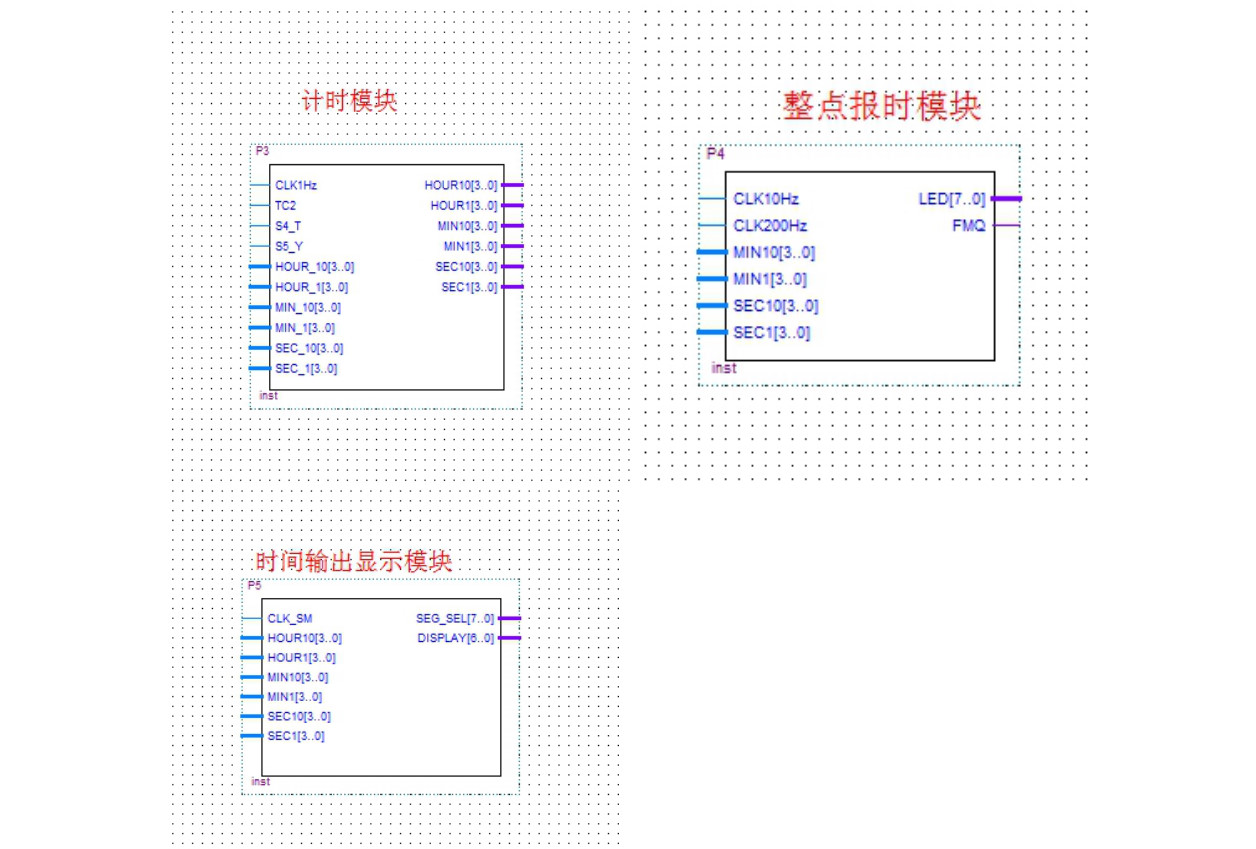 计时模块
P3
CLK1Hz
TC2
S4_T
S5_Y
HOUR_10[3..0]
HOUR_1[3..0]
MIN_10[3..0]
MIN_1[3..0]
SEC_10[3..0]
SEC_1[3..0]
HOUR10[3..0]
HOUR1[3..0]
MIN10[3..0]
MIN1[3..0]
SEC10[3..0]
SEC1[3..0]
inst
整点报时模块
P4
CLK10Hz
CLK200Hz
MIN10[3..0]
MIN1[3..0]
SEC10[3..0]
SEC1[3..0]
LED[7..0]
FMQ
inst
时间输出显示模块
P5
CLK_SM
HOUR10[3..0]
HOUR1[3..0]
MIN10[3..0]
MIN1[3..0]
SEC10[3..0]
SEC1[3..0]
SEG_SEL[7..0]
DISPLAY[6..0]
inst